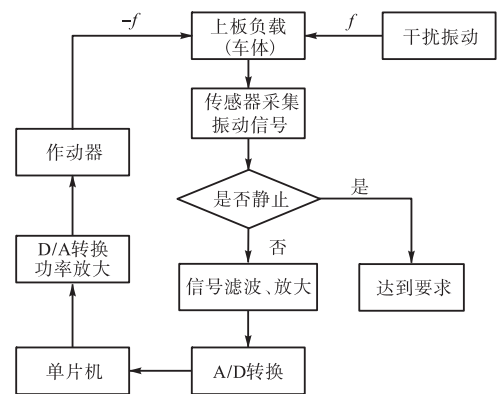 −f
上板负载
(车体)
f
干扰振动
传感器采集
振动信号
作动器
是否静止
是
否
D/A转换
功率放大
信号滤波、放大
达到要求
单片机
A/D转换